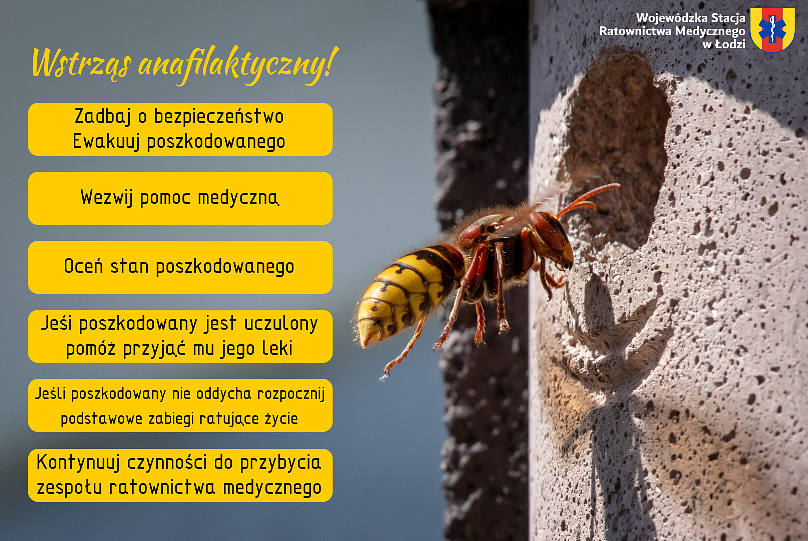 Wojewódzka Stacja
Ratownictwa Medycznego
w Łodzi
Wstrząs anafilaktyczny!
Zadbaj o bezpieczeństwo
Ewakuuj poszkodowanego
Wezwij pomoc medyczną
Oceń stan poszkodowanego
Jeśi poszkodowany jest uczulony
pomóż przyjąć mu jego leki
Jeśli poszkodowany nie oddycha rozpocznij
podstawowe zabiegi ratujące życie
Kontynuuj czynności do przybycia
zespołu ratownictwa medycznego